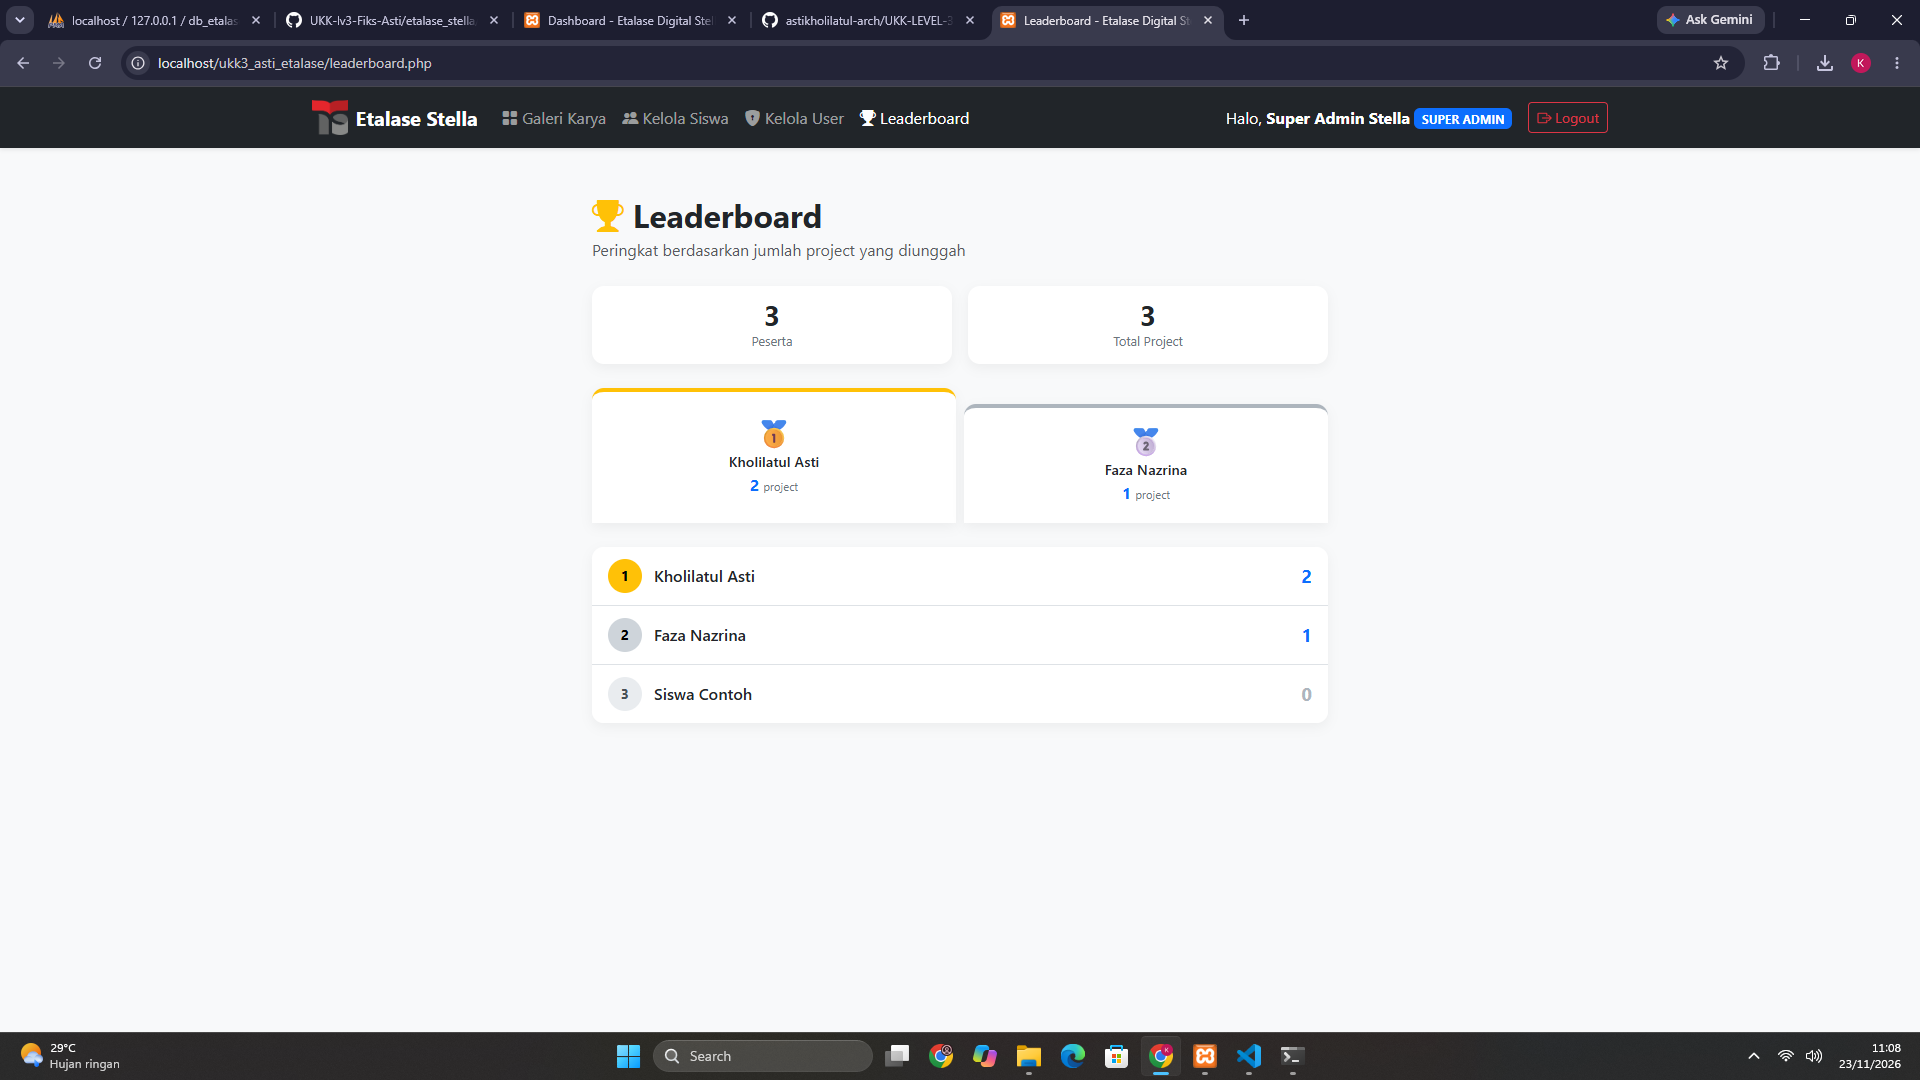 localhost / 127.0.0.1 / db_etalas
UKK-lv3-Fiks-Asti/etalase_stella
Dashboard - Etalase Digital Stel
astikholilatul-arch/UKK-LEVEL-3
Leaderboard - Etalase Digital St
Ask Gemini
localhost/ukk3_asti_etalase/leaderboard.php
K
Etalase Stella
Galeri Karya
Kelola Siswa
Kelola User
Leaderboard
Halo, Super Admin Stella SUPER ADMIN
Logout
Leaderboard
Peringkat berdasarkan jumlah project yang diunggah
3
Peserta
3
Total Project
1
Kholilatul Asti
2 project
2
Faza Nazrina
1 project
1 Kholilatul Asti 2
2 Faza Nazrina 1
3 Siswa Contoh 0
29°C
Hujan ringan
Search
11:08
23/11/2026